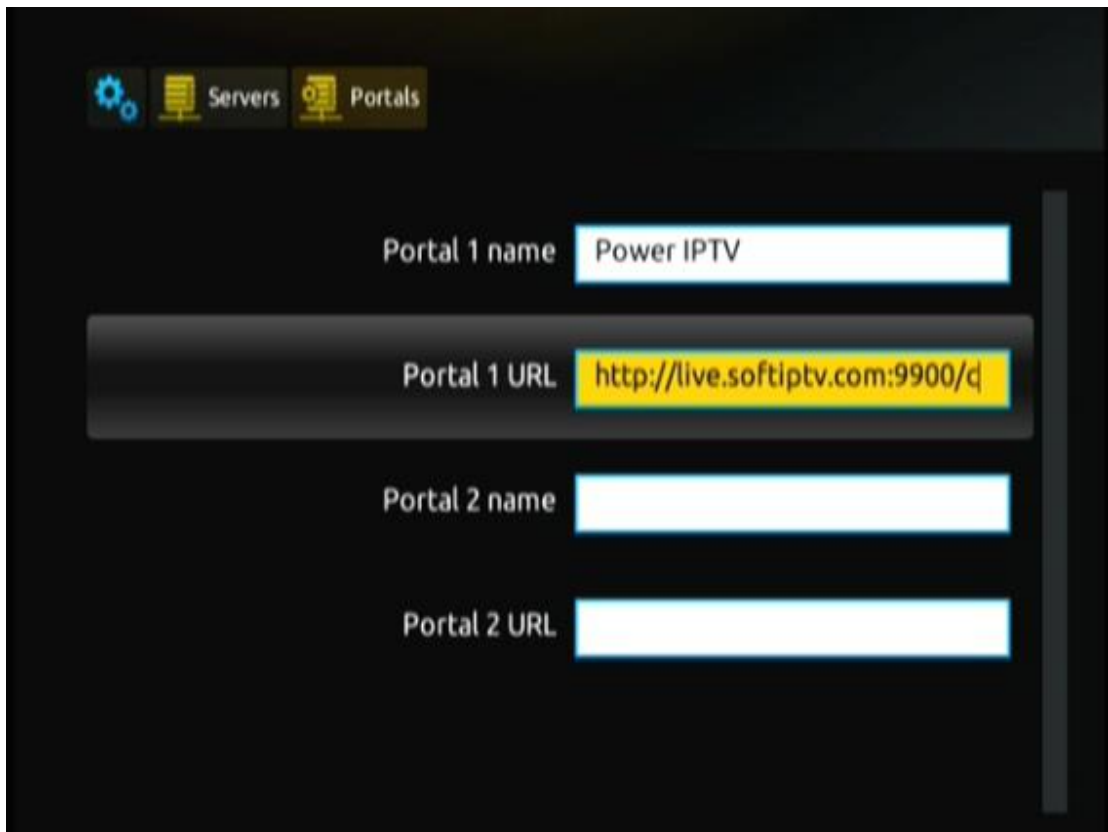 Servers Portals
Portal 1 name Power IPTV
Portal 1 URL http://live.softiptv.com:9900/c
Portal 2 name
Portal 2 URL